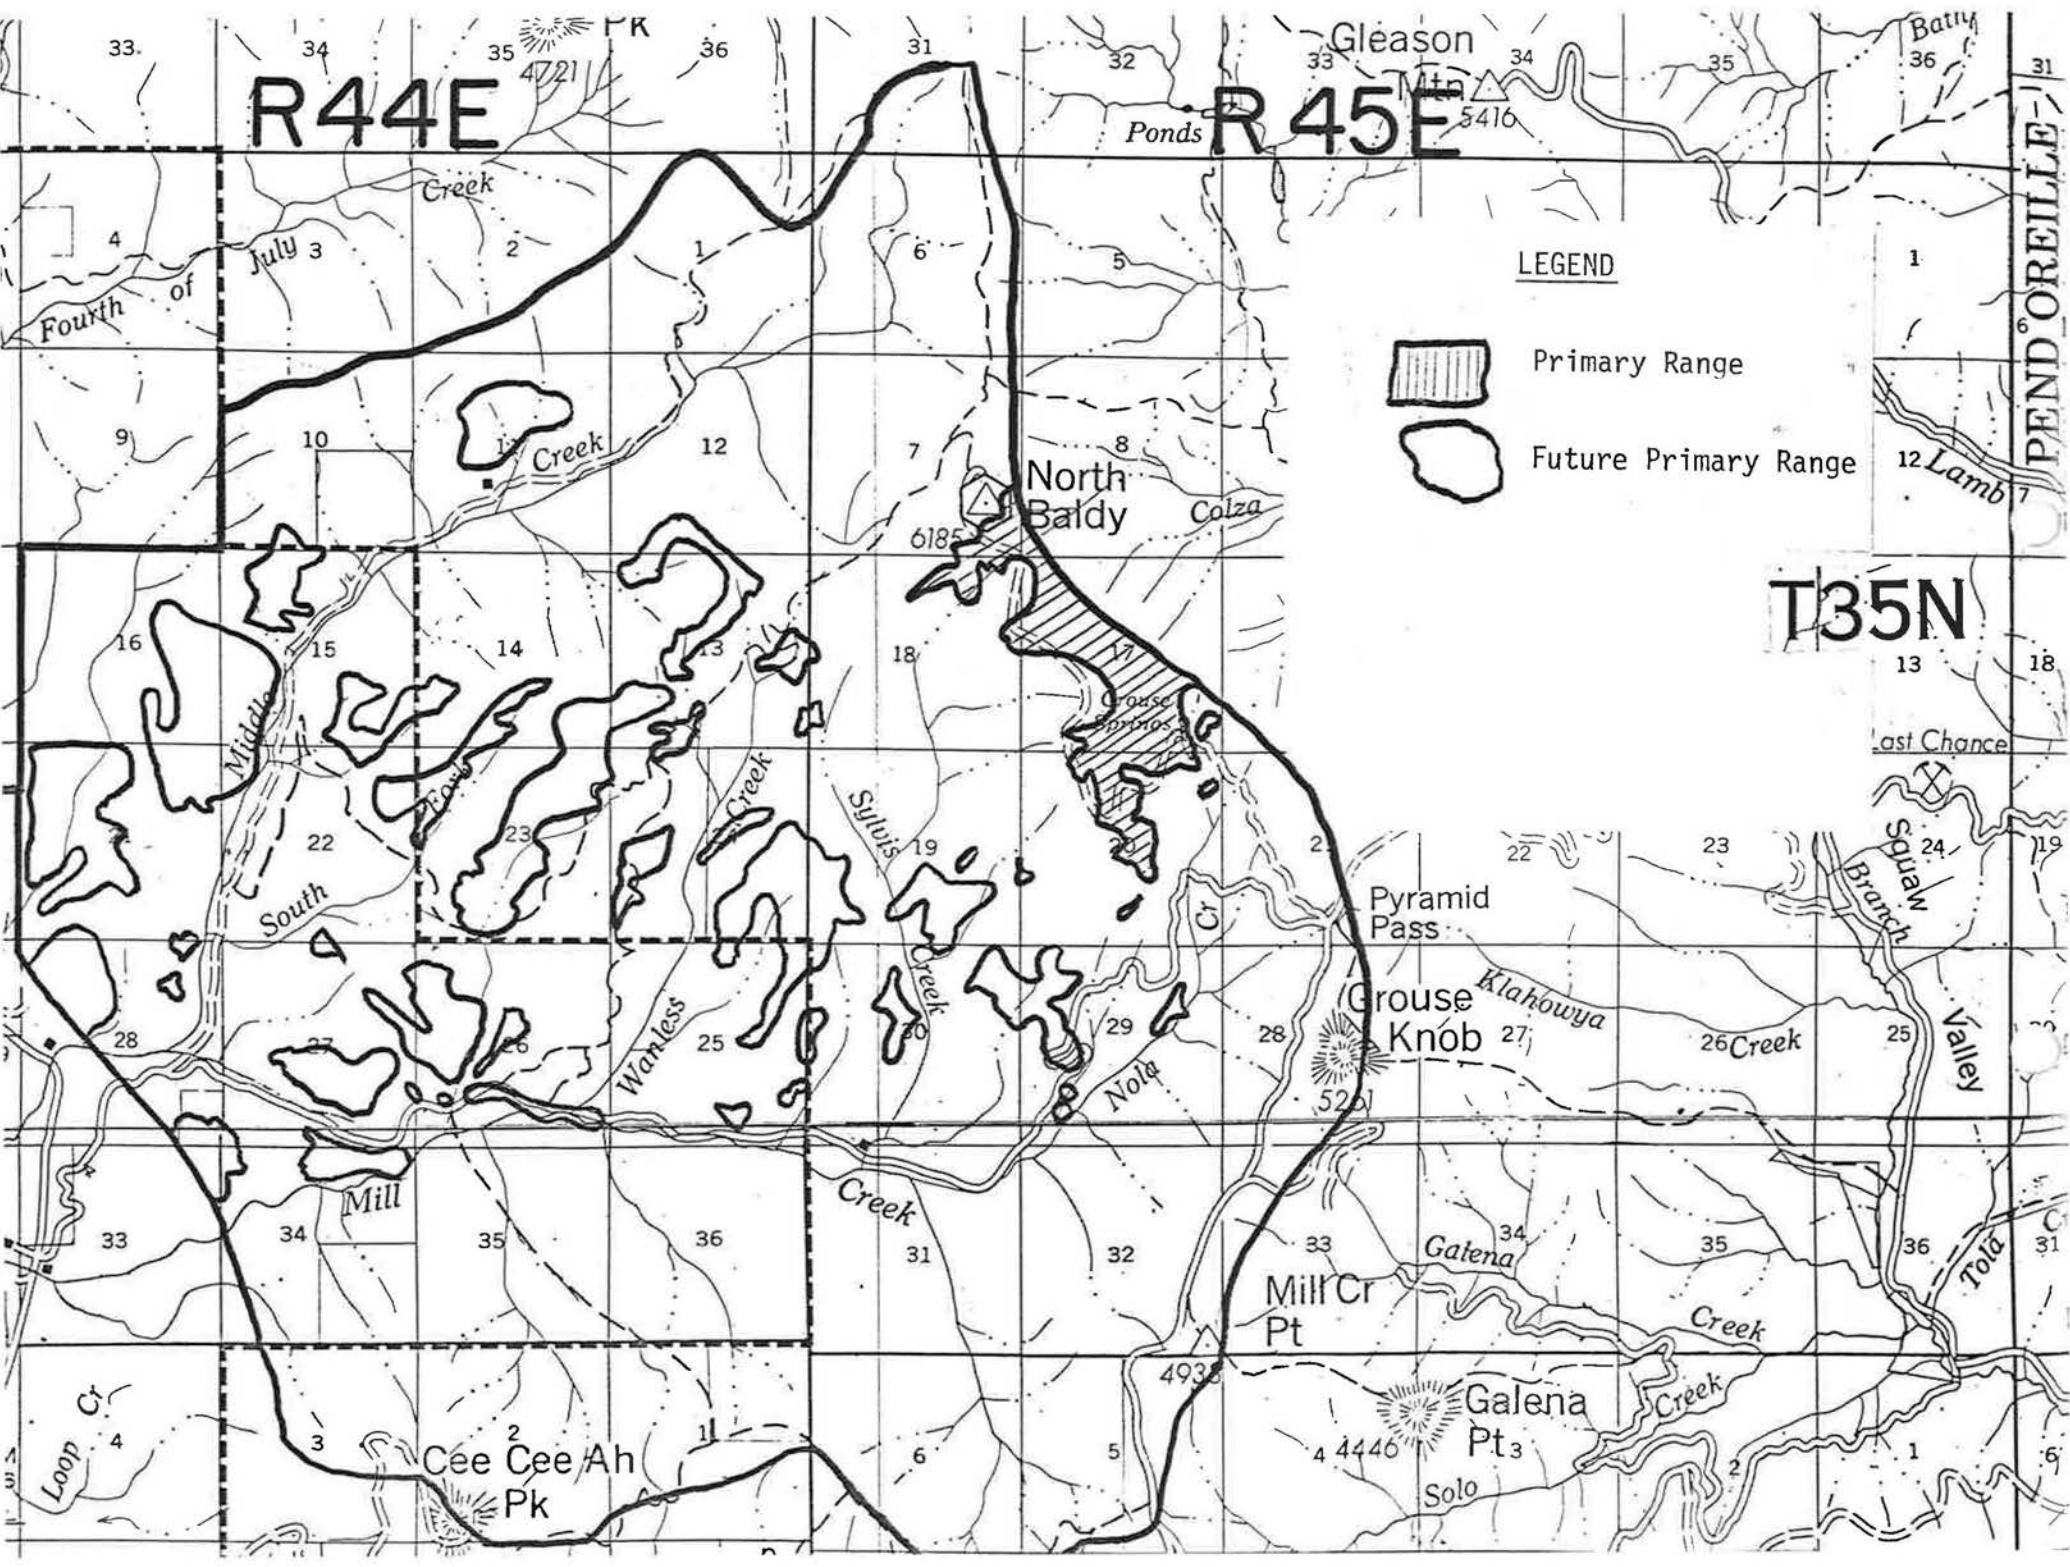 33 34 35 Pk 36 31 32 33 Gleason 34 35 36 Bath 31
4721
Mtn
R44E
Ponds
R 45E
5416
PEND OREILLE
Creek
4
July 3 2 1 6 5 1
Fourth of
6
LEGEND
Primary Range
9 10 11 Creek 12 7 8
Future Primary Range
12 Lamb 7
North
Baldy
6185
Colza
T35N
16 15 14 13 18 17 13 18
Middle
Grouse
Springs
Last Chance
Fork
Creek
Sylvis
22 23 19 20 21 22 23 24 19
Squaw
Branch
South
Cr
Pyramid
Pass
Creek
Klahowya
Grouse
Knob
28 27 26 Wanless 25 30 29 28 27 26 Creek 25
Valley
Nola
5261
Mill
Creek
33 34 35 36 31 32 33 34 35 36 31
Galena
Tola
Mill Cr
Pt
Creek
4933
Galena
Pt
Creek
Loop Cr
4 3 2 1 6 5 4 4446 3 2 1 6
Cee Cee Ah
Pk
Solo